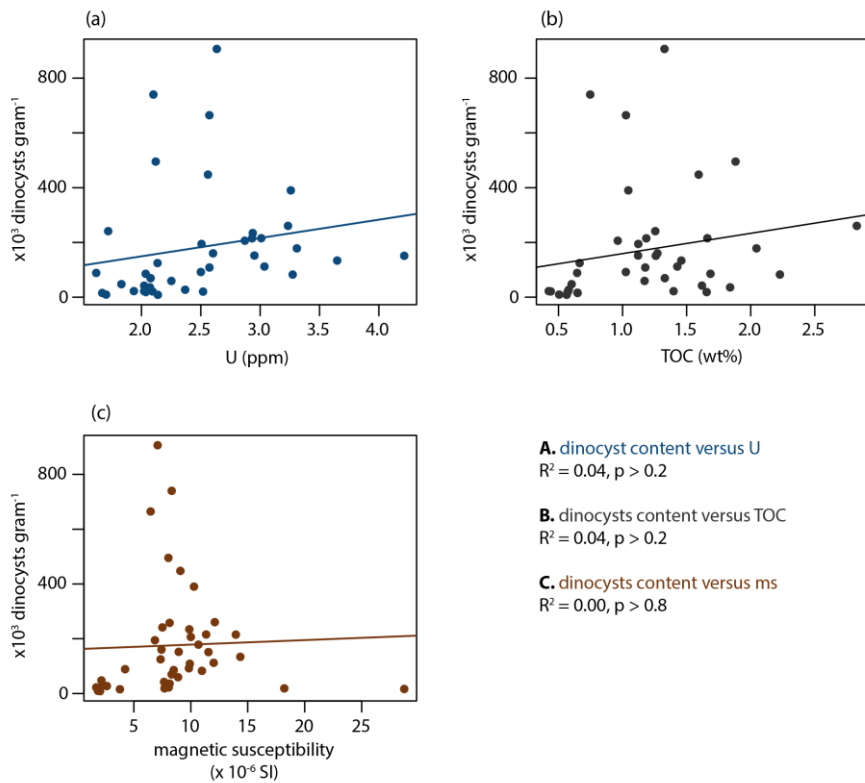 (a)
800
400
0
x10³ dinocysts gram⁻¹
2.0 2.5 3.0 3.5 4.0
U (ppm)
(b)
800
400
0
x10³ dinocysts gram⁻¹
0.5 1.0 1.5 2.0 2.5
TOC (wt%)
(c)
800
400
0
x10³ dinocysts gram⁻¹
5 10 15 20 25
magnetic susceptibility
(x 10⁻⁶ SI)
A. dinocyst content versus U
R² = 0.04, p > 0.2
B. dinocysts content versus TOC
R² = 0.04, p > 0.2
C. dinocysts content versus ms
R² = 0.00, p > 0.8